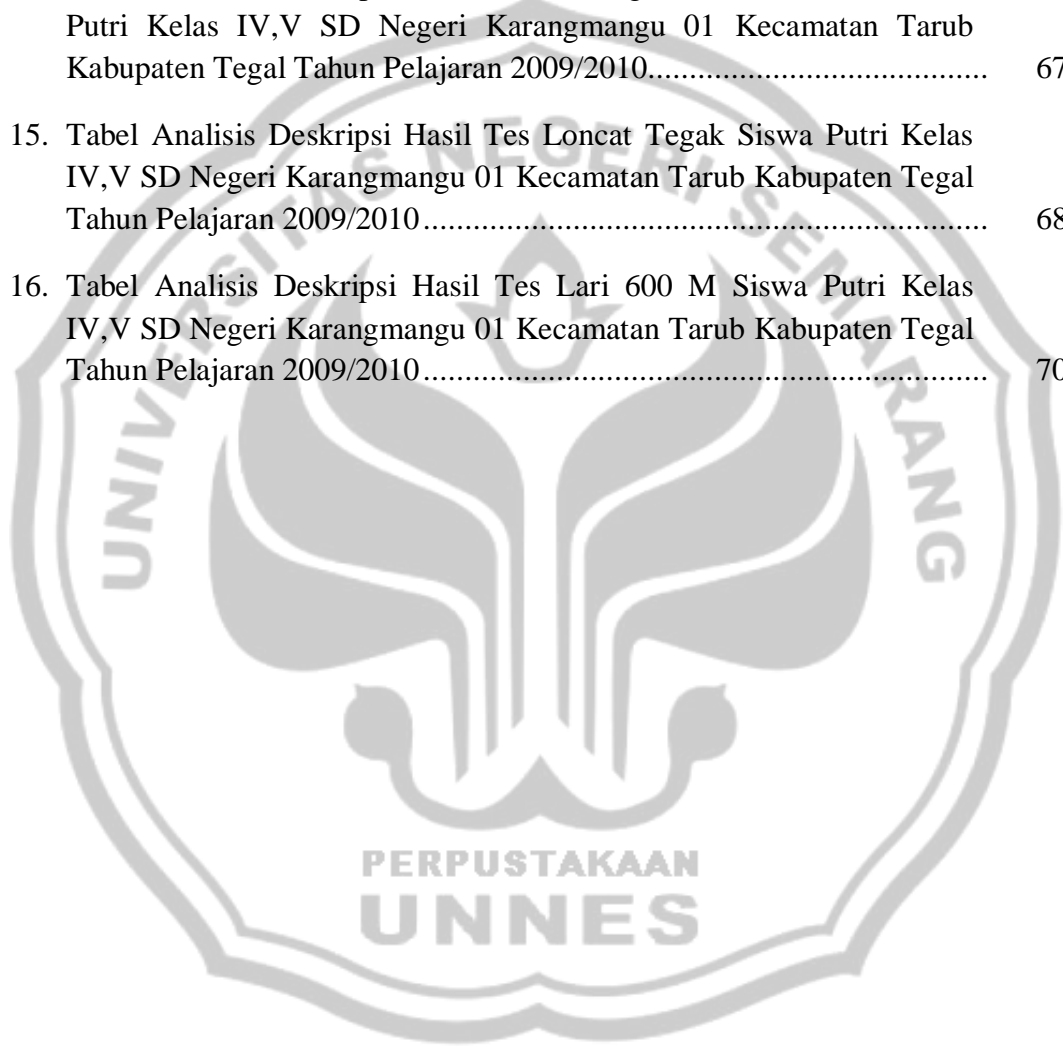 Putri Kelas IV,V SD Negeri Karangmangu 01 Kecamatan Tarub
Kabupaten Tegal Tahun Pelajaran 2009/2010......................................... 67
15. Tabel Analisis Deskripsi Hasil Tes Loncat Tegak Siswa Putri Kelas
IV,V SD Negeri Karangmangu 01 Kecamatan Tarub Kabupaten Tegal
Tahun Pelajaran 2009/2010.................................................................... 68
16. Tabel Analisis Deskripsi Hasil Tes Lari 600 M Siswa Putri Kelas
IV,V SD Negeri Karangmangu 01 Kecamatan Tarub Kabupaten Tegal
Tahun Pelajaran 2009/2010.................................................................... 70
UNIVERSITAS NEGERI SEMARANG
PERPUSTAKAAN
UNNES